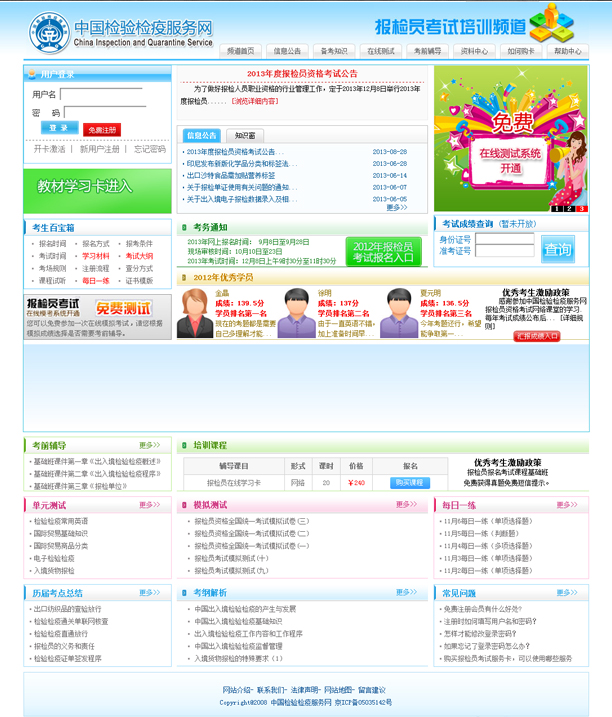 中国检验检疫服务网
China Inspection and Quarantine Service
报检员考试培训频道
频道首页 信息公告 备考知识 在线测试 考前辅导 资料中心 如何购卡 帮助中心
用户登录
用户名
密 码
登 录 免费注册
开卡激活 | 新用户注册 | 忘记密码
教材学习卡进入
考生百宝箱
• 报名时间 • 报名方式 • 报考条件
• 考试时间 • 学习材料 • 考试大纲
• 考场规则 • 注册流程 • 查分方式
• 课程试听 • 每日一练 • 证书模版
报检员考试 免费测试
在线模考系统开通
您可以免费参加一次在线模拟考试，请您根据
模拟成绩选择是否需要考前辅导。
2013年度报检员资格考试公告
为了做好报检人员职业资格的行业管理工作，定于2013年12月8日举行2013年
度报检员...... [浏览详细内容]
信息公告 知识窗
• 2013年度报检员资格考试公告... 2013-08-28
• 印尼发布新版化学品分类和标签法... 2013-06-28
• 出口沙特食品需加贴营养标签 2013-06-14
• 关于报检单证使用有关问题的通知... 2013-06-07
• 关于出入境电子报检数据录入及相... 2013-06-05
更多>>
考务通知
2013年网上报名时间： 9月8日至9月28日
现场审核时间：10月10日至23日
2013年考试时间：12月8日上午9时30分至11时30分
2012年报检员
考试报名入口
免费
在线测试系统
开通
1 2 3
考试成绩查询 (暂未开放)
身份证号
准考证号
查询
2012年优秀学员
金晶
成绩：139.5分
学员排名第一名
现在的考题都是需要
自己多理解才能...
徐明
成绩：137分
学员排名第二名
由于一直英语不错，
加上准备时间早...
夏元明
成绩：136.5分
学员排名第三名
今年考题还行，希望
能争取第一...
优秀考生激励政策
感谢参加中国检验检疫服务网
报检员资格考试网络课堂的学习.
每年考试成绩公布后... [详细规
则]
汇报成绩入口
考前辅导 更多>>
• 基础班课件第一章《出入境检验检疫概述》
• 基础班课件第二章《出入境检验检疫程序》
• 基础班课件第三章《报检单位》
培训课程
辅导课目 形式 课时 价格 报名
报检员在线学习卡 网络 20 ￥240 购买课程
优秀考生激励政策
报检员报名考试课程基础班
免费获得真题免费短信提示。
单元测试 更多>>
• 检验检疫常用英语
• 国际贸易基础知识
• 国际贸易商品分类
• 电子检验检疫
• 入境货物报检
模拟测试 更多>>
• 报检员资格全国统一考试模拟试卷（三）
• 报检员资格全国统一考试模拟试卷（二）
• 报检员资格全国统一考试模拟试卷（一）
• 报检员考试模拟测试（十）
• 报检员考试模拟测试（九）
每日一练 更多>>
• 11月6日每日一练（单项选择题）
• 11月5日每日一练（判断题）
• 11月4日每日一练（多项选择题）
• 11月3日每日一练（单项选择题）
• 11月2日每日一练（单项选择题）
历届考点总结 更多>>
• 出口纺织品的查验放行
• 检验检疫通关单联网核查
• 检验检疫直通放行
• 报检员的义务和责任
• 检验检疫证单签发程序
考纲解析 更多>>
• 中国出入境检验检疫的产生与发展
• 中国出入境检验检疫基础知识
• 出入境检验检疫工作内容和工作程序
• 中国出入境检验检疫监督管理
• 入境货物报检的特殊要求（1）
常见问题 更多>>
• 免费注册会员有什么好处？
• 注册时如何填写用户名和密码？
• 怎样才能修改登录密码？
• 如果忘记了登录密码怎么办？
• 购买报检员考试服务卡，可以使用哪些服务
网站介绍- 联系我们- 法律声明- 网站地图- 留言建议
Copyright@2008 中国检验检疫服务网 京ICP备05035142号